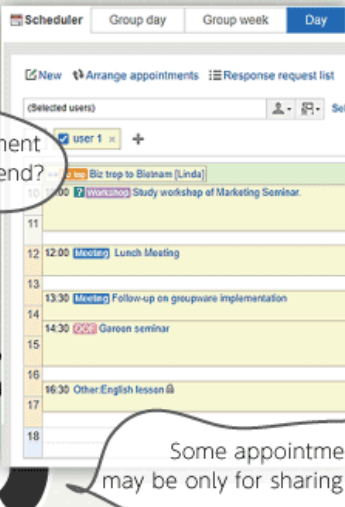 Scheduler Group day Group week Day
New Arrange appointments Response request list
(Selected users)
ment
user 1 × +
end?
Biz trop to Bietnam [Linda]
10 10:00 ? Workshop Study workshop of Marketing Seminar.
11
12 12:00 Meeting Lunch Meeting
13
13:30 Meeting Follow-up on groupware implementation
14
14:30 Garoon seminar
15
16
16:30 Other:English lesson
17
18
Some appointme
may be only for sharing